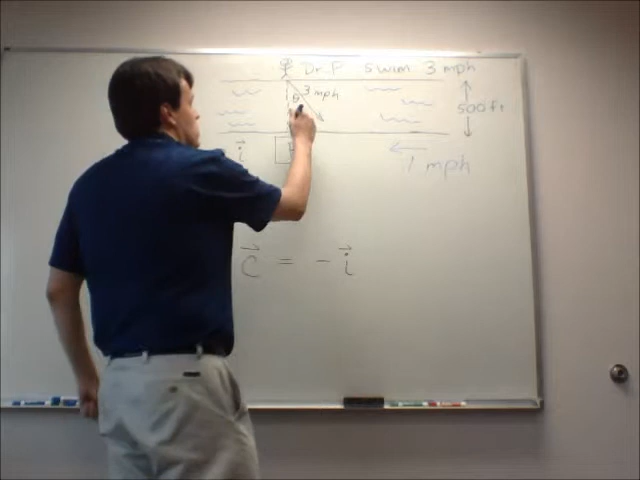 Dr. P swim 3 mph
θ 3 mph
500 ft
i
1 mph
c = - i